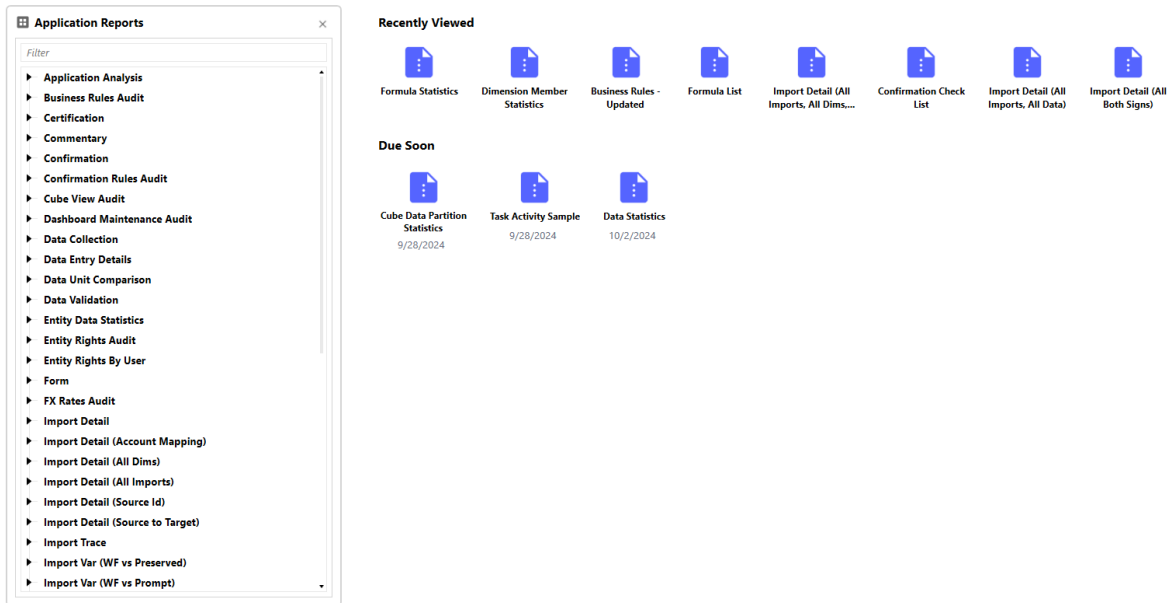 Application Reports
Filter
Application Analysis
Business Rules Audit
Certification
Commentary
Confirmation
Confirmation Rules Audit
Cube View Audit
Dashboard Maintenance Audit
Data Collection
Data Entry Details
Data Unit Comparison
Data Validation
Entity Data Statistics
Entity Rights Audit
Entity Rights By User
Form
FX Rates Audit
Import Detail
Import Detail (Account Mapping)
Import Detail (All Dims)
Import Detail (All Imports)
Import Detail (Source Id)
Import Detail (Source to Target)
Import Trace
Import Var (WF vs Preserved)
Import Var (WF vs Prompt)
Recently Viewed
Formula Statistics
Dimension Member
Statistics
Business Rules -
Updated
Formula List
Import Detail (All
Imports, All Dims,...
Confirmation Check
List
Import Detail (All
Imports, All Data)
Import Detail (All
Both Signs)
Due Soon
Cube Data Partition
Statistics
9/28/2024
Task Activity Sample
9/28/2024
Data Statistics
10/2/2024